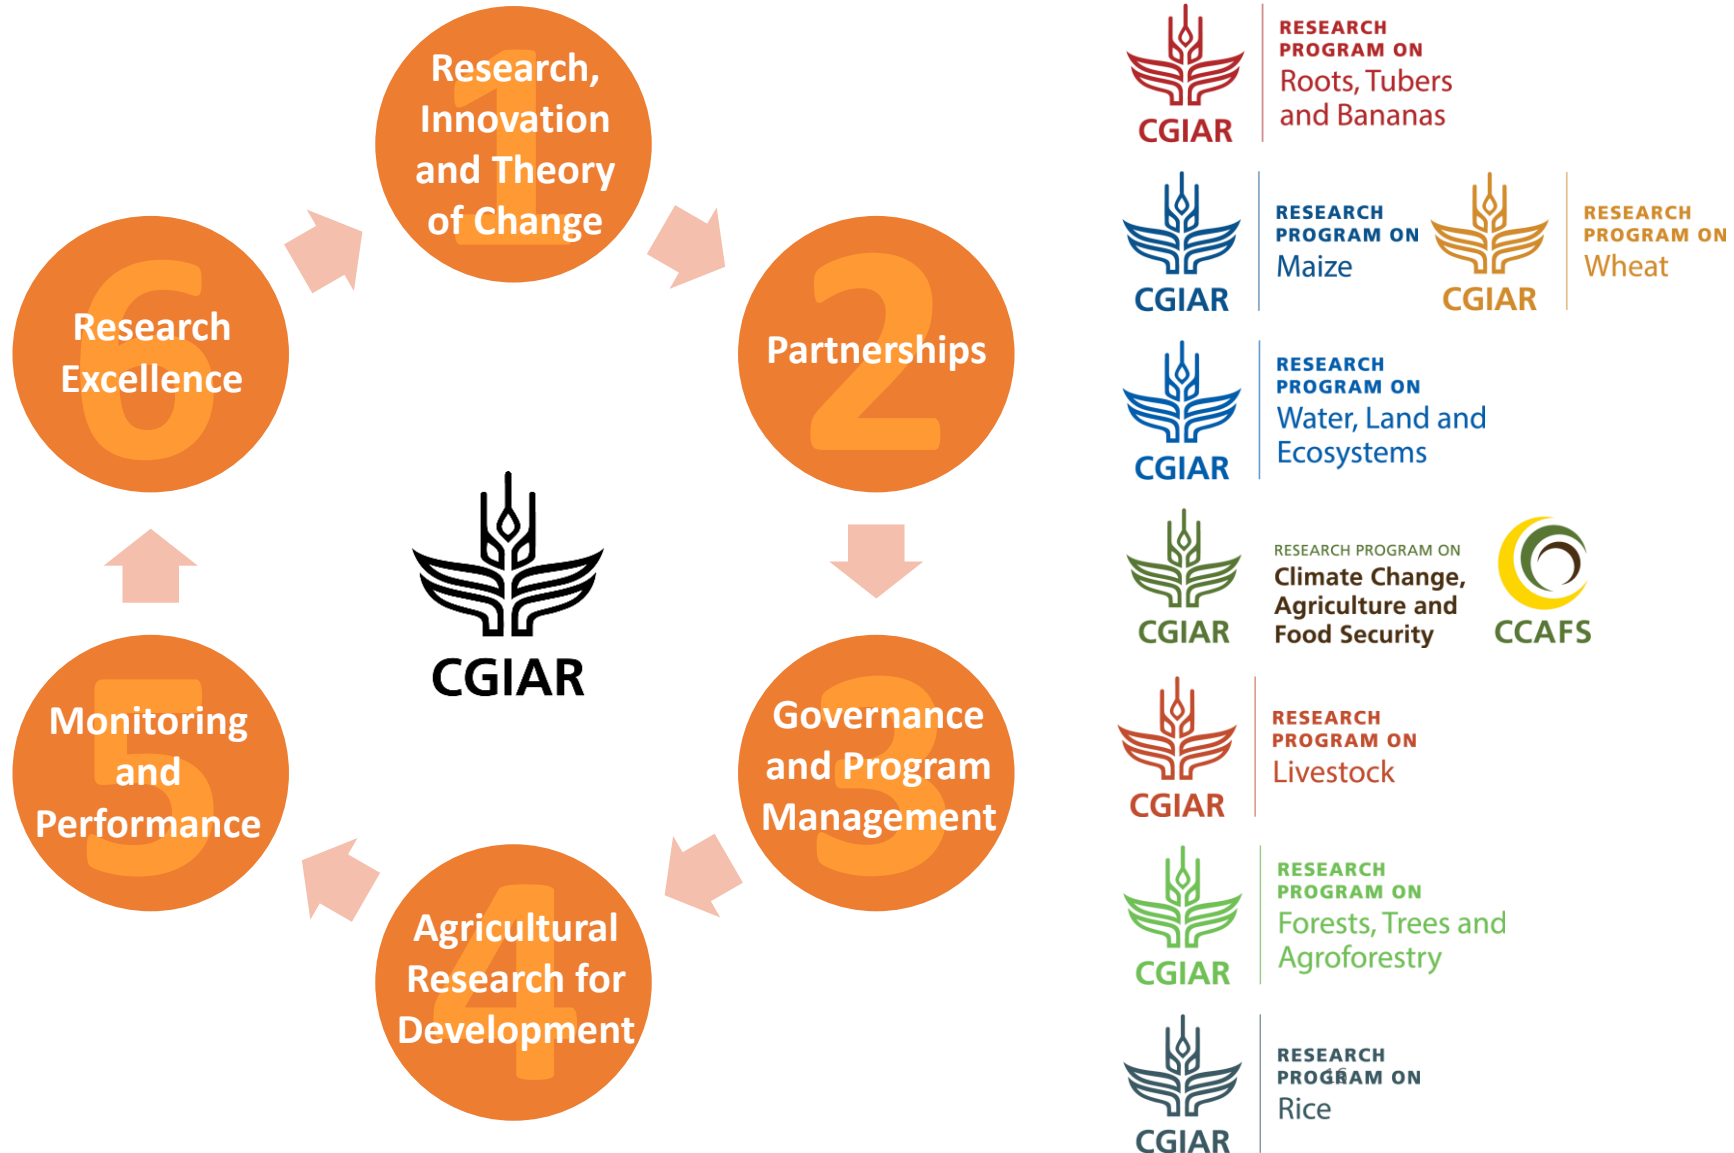 1
Research,
Innovation
and Theory
of Change
2
Partnerships
3
Governance
and Program
Management
4
Agricultural
Research for
Development
5
Monitoring
and
Performance
6
Research
Excellence
CGIAR
CGIAR
RESEARCH
PROGRAM ON
Roots, Tubers
and Bananas
CGIAR
RESEARCH
PROGRAM ON
Maize
CGIAR
RESEARCH
PROGRAM ON
Wheat
CGIAR
RESEARCH
PROGRAM ON
Water, Land and
Ecosystems
CGIAR
RESEARCH PROGRAM ON
Climate Change,
Agriculture and
Food Security
CCAFS
CGIAR
RESEARCH
PROGRAM ON
Livestock
CGIAR
RESEARCH
PROGRAM ON
Forests, Trees and
Agroforestry
CGIAR
RESEARCH
PROGRAM ON
Rice